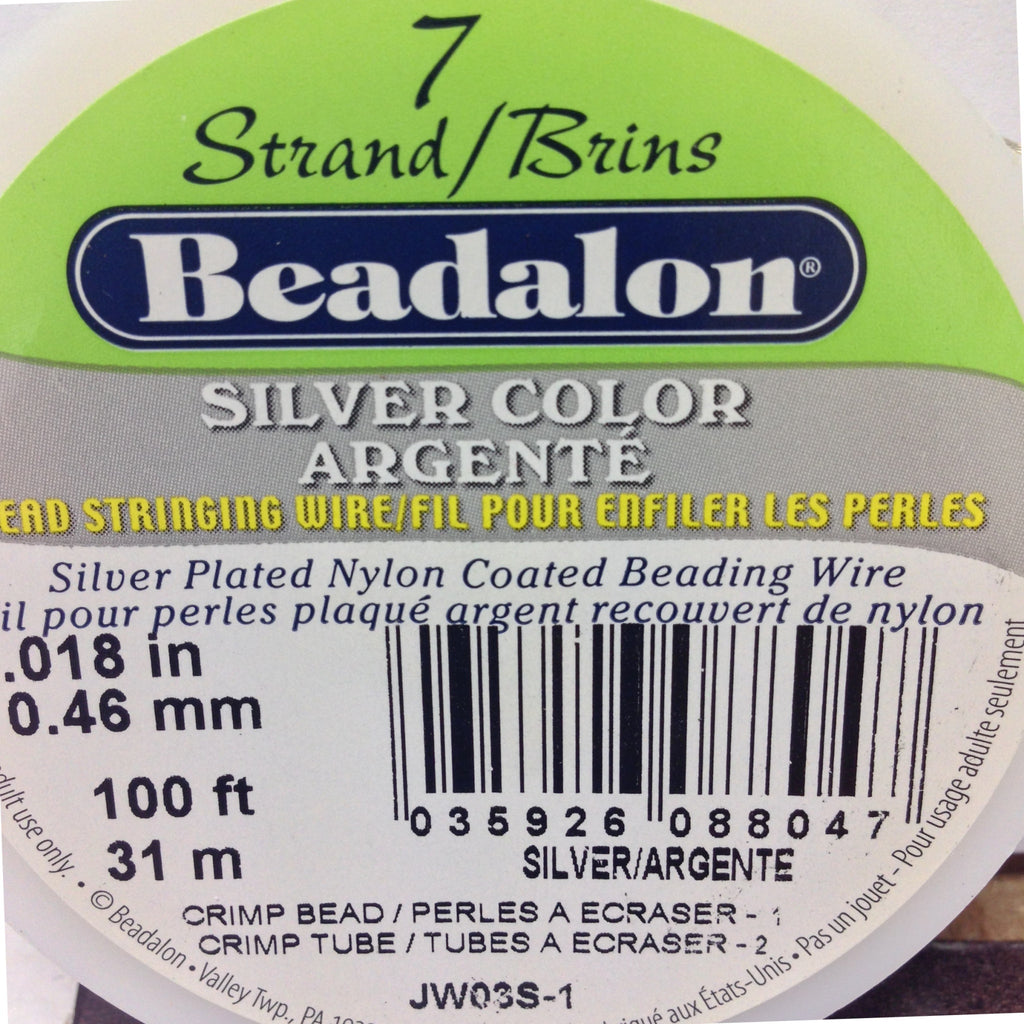 7
Strand/Brins
Beadalon®
SILVER COLOR
ARGENTÉ
EAD STRINGING WIRE/FIL POUR ENFILER LES PERLES
Silver Plated Nylon Coated Beading Wire
il pour perles plaqué argent recouvert de nylon
.018 in
0.46 mm
100 ft
31 m
035926 088047
SILVER/ARGENTE
CRIMP BEAD / PERLES A ECRASER - 1
CRIMP TUBE / TUBES A ECRASER - 2
JW03S-1
dult use only. • © Beadalon • Valley Twp., PA
iqué aux États-Unis • Pas un jouet - Pour usage adulte seulement